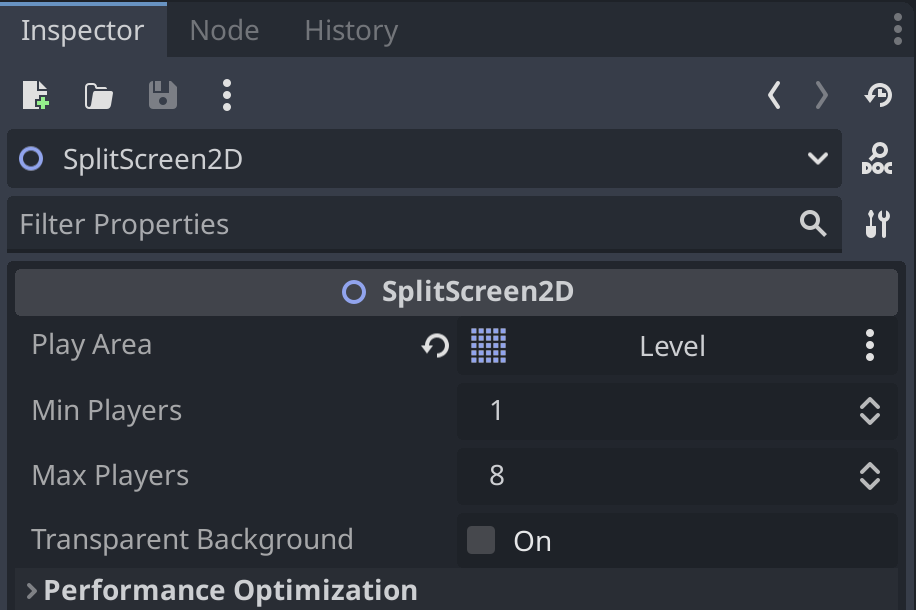 Inspector Node History
SplitScreen2D
DOC
Filter Properties
SplitScreen2D
Play Area Level
Min Players 1
Max Players 8
Transparent Background On
Performance Optimization